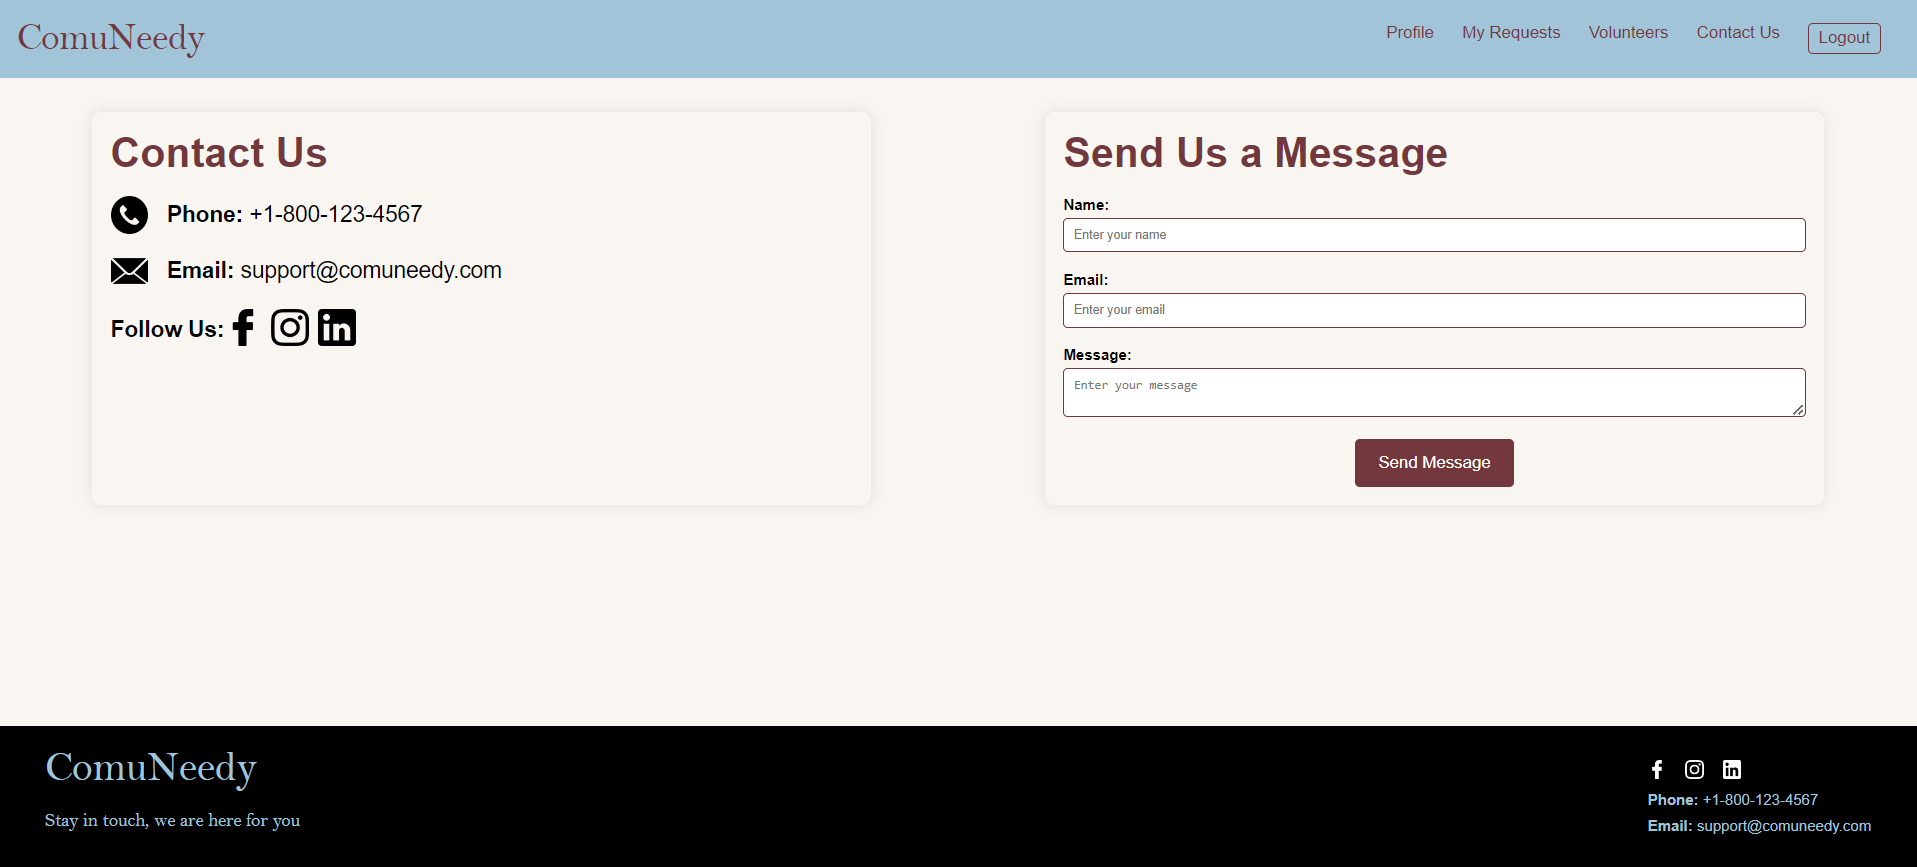 ComuNeedy
Profile My Requests Volunteers Contact Us Logout
Contact Us
Phone: +1-800-123-4567
Email: support@comuneedy.com
Follow Us:
Send Us a Message
Name:
Enter your name
Email:
Enter your email
Message:
Enter your message
Send Message
ComuNeedy
Stay in touch, we are here for you
Phone: +1-800-123-4567
Email: support@comuneedy.com